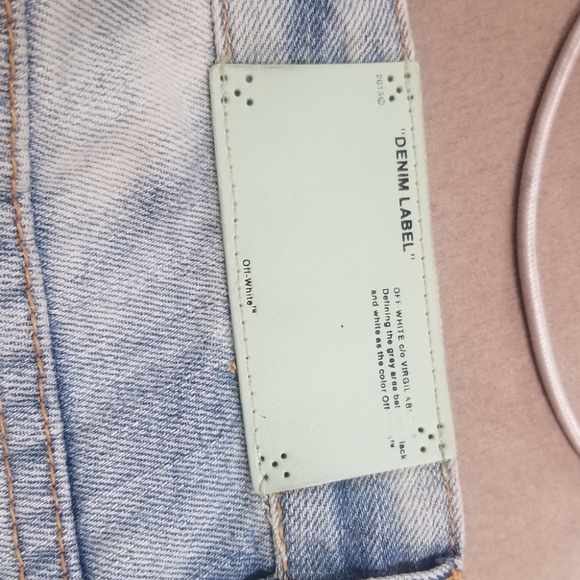 2013©
"DENIM LABEL"
OFF WHITE c/o VIRGIL AB
Defining the grey area bet lack
and white as the color Off ™
Off-White™